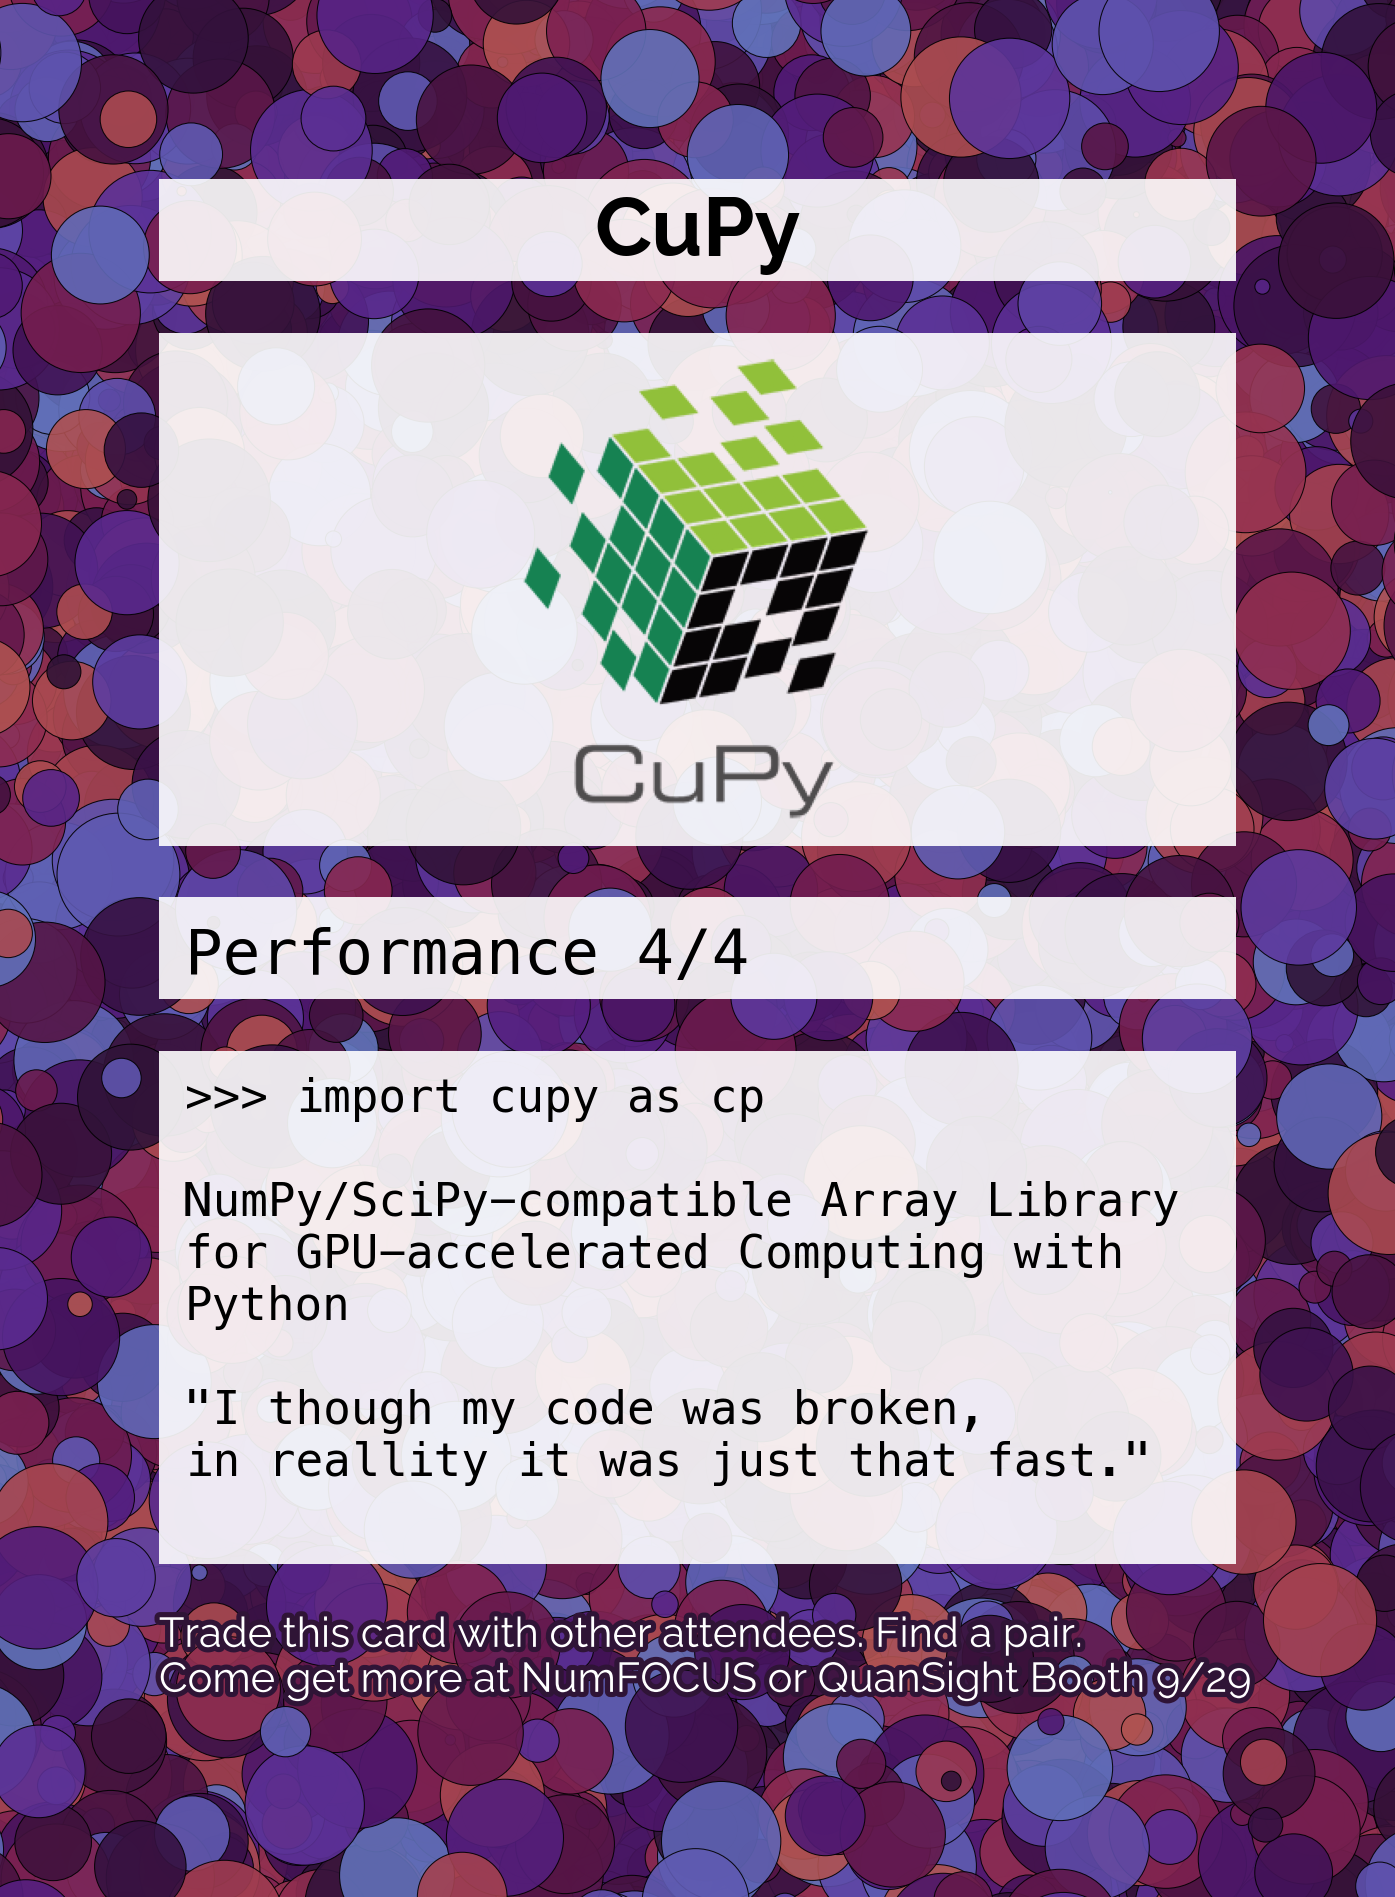 CuPy
CuPy
Performance 4/4
>>> import cupy as cp
NumPy/SciPy-compatible Array Library
for GPU-accelerated Computing with
Python
"I though my code was broken,
in reallity it was just that fast."
Trade this card with other attendees. Find a pair.
Come get more at NumFOCUS or QuanSight Booth 9/29